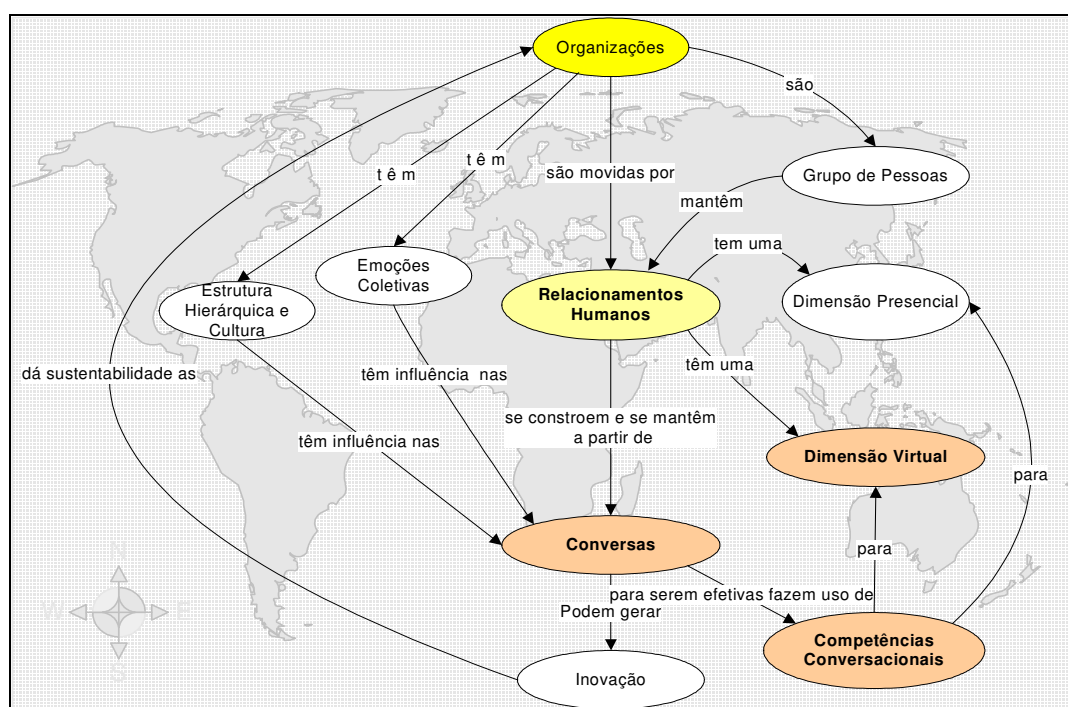 Organizações
são
t ê m
t ê m
são movidas por
Grupo de Pessoas
mantêm
tem uma
Emoções
Coletivas
Estrutura
Hierárquica e
Cultura
Relacionamentos
Humanos
Dimensão Presencial
têm uma
dá sustentabilidade as
têm influência nas
se constroem e se mantêm
a partir de
têm influência nas
Dimensão Virtual
para
Conversas
para
N
W
E
S
para serem efetivas fazem uso de
Podem gerar
Competências
Conversacionais
Inovação